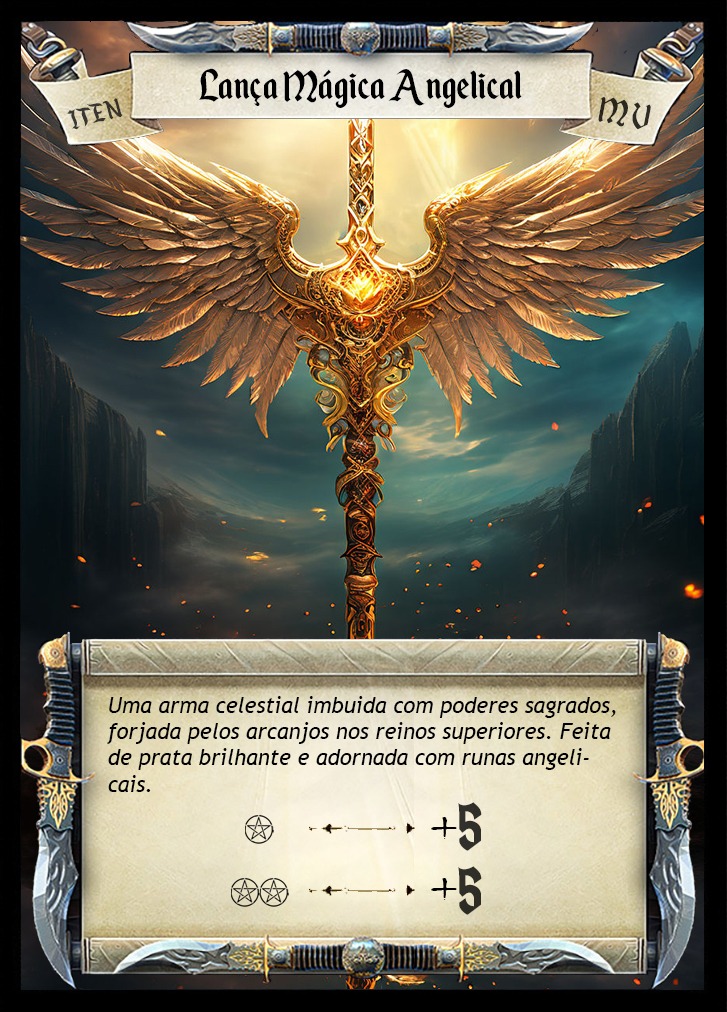 Lança Mágica Angelical
ITEN
MU
Uma arma celestial imbuida com poderes sagrados,
forjada pelos arcanjos nos reinos superiores. Feita
de prata brilhante e adornada com runas angeli-
cais.
+5
+5